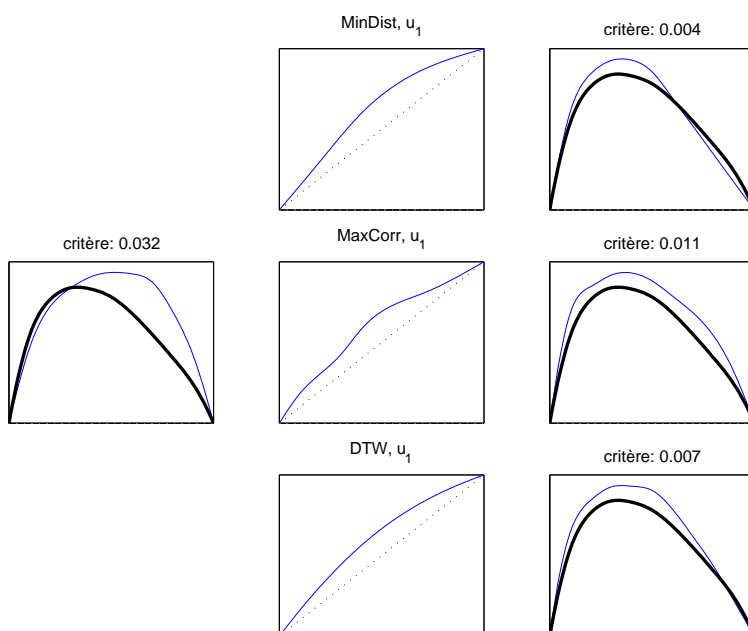 MinDist, u1
critère: 0.004
critère: 0.032
MaxCorr, u1
critère: 0.011
DTW, u1
critère: 0.007